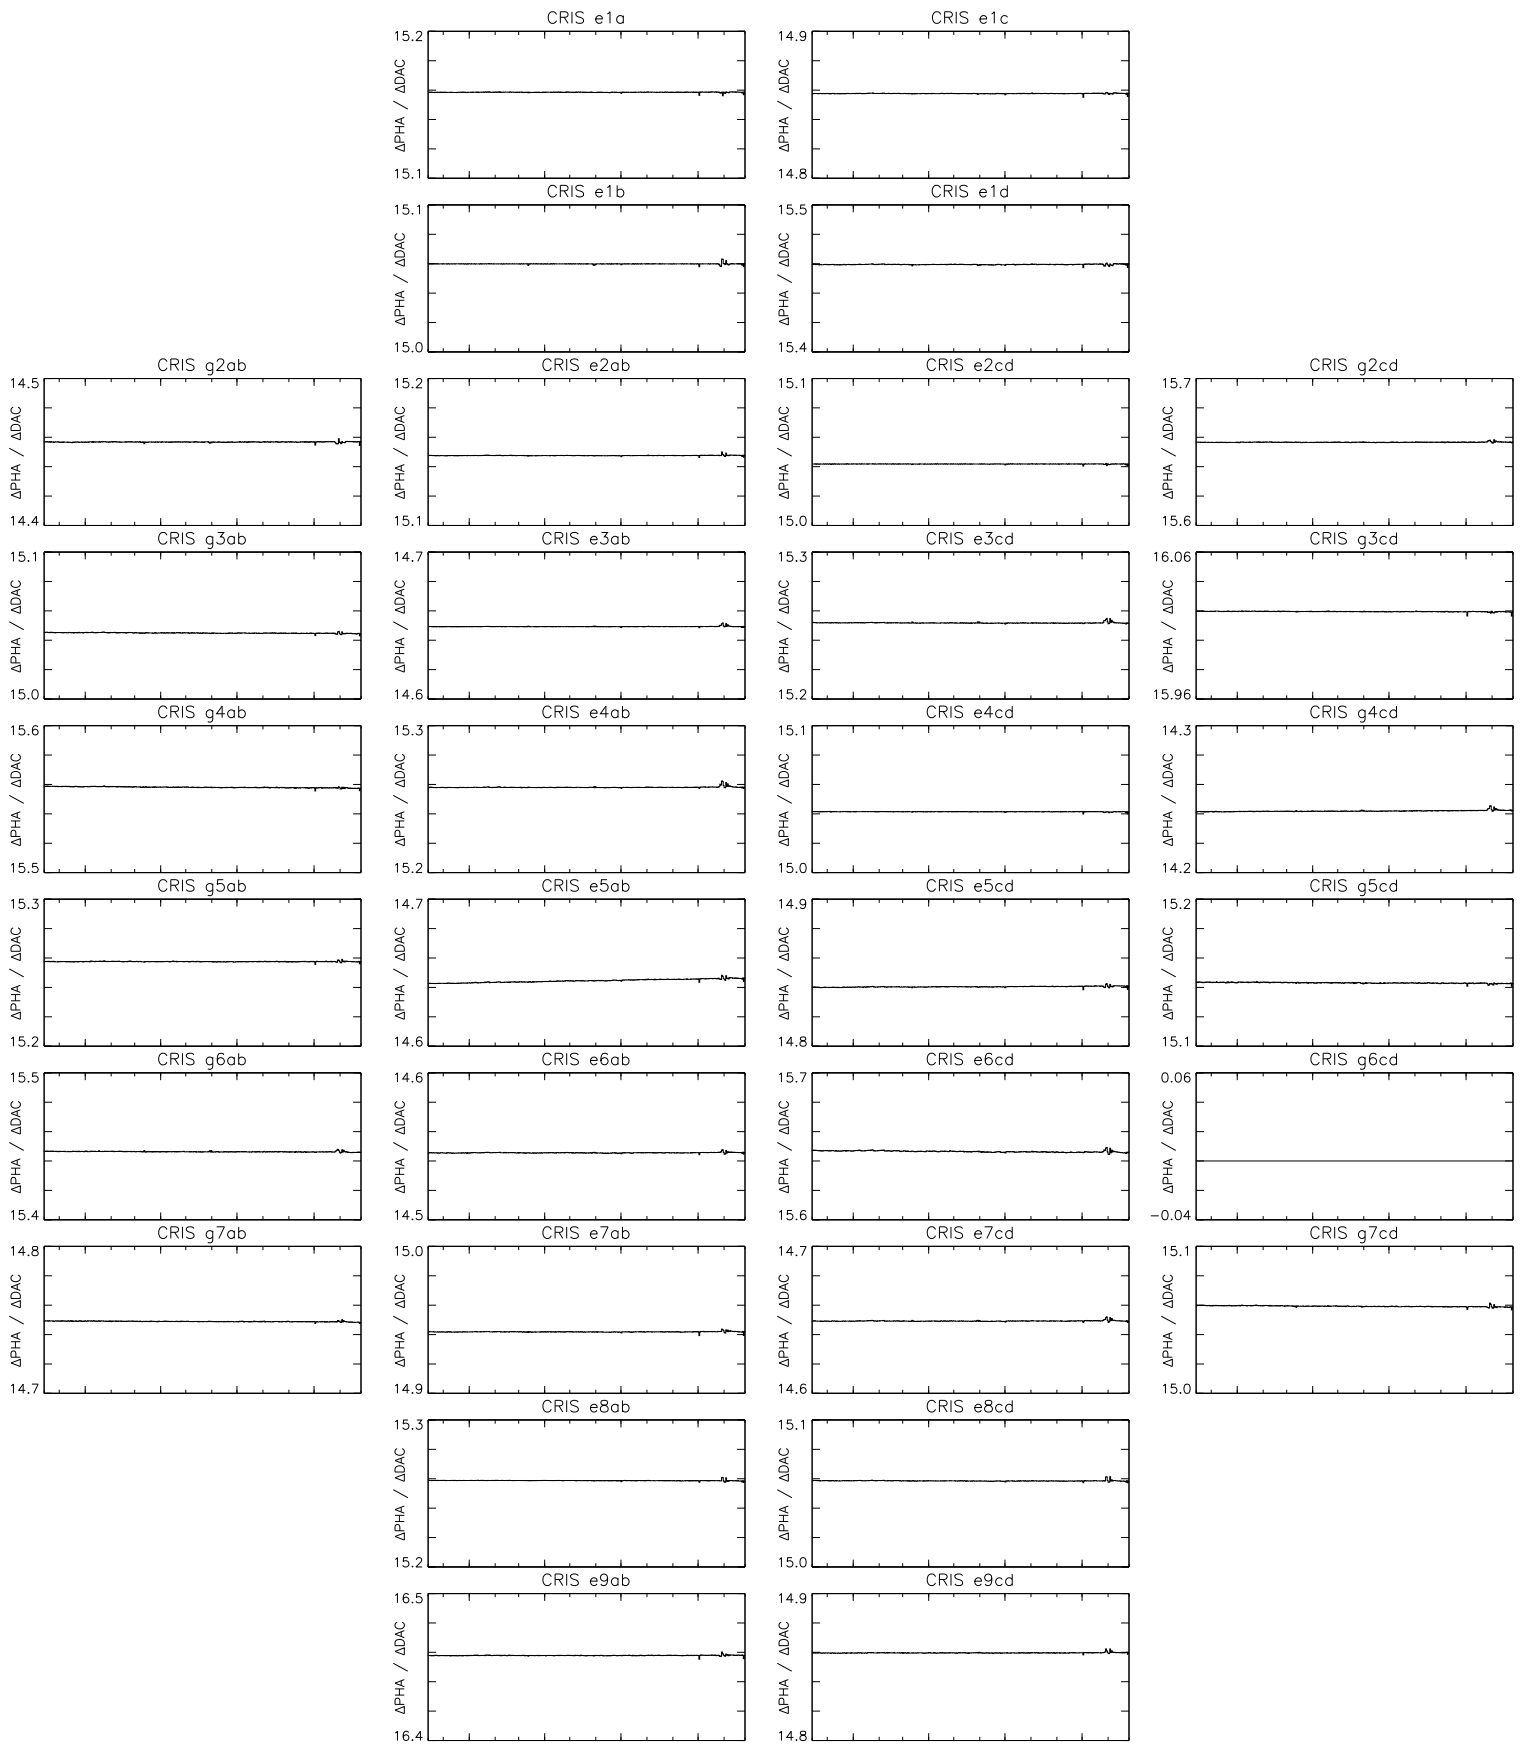 CRIS e1a
CRIS e1c
15.2
ΔPHA / ΔDAC
15.1
14.9
ΔPHA / ΔDAC
14.8
CRIS e1b
CRIS e1d
15.1
ΔPHA / ΔDAC
15.0
15.5
ΔPHA / ΔDAC
15.4
CRIS g2ab
CRIS e2ab
CRIS e2cd
CRIS g2cd
14.5
ΔPHA / ΔDAC
14.4
15.2
ΔPHA / ΔDAC
15.1
15.1
ΔPHA / ΔDAC
15.0
15.7
ΔPHA / ΔDAC
15.6
CRIS g3ab
CRIS e3ab
CRIS e3cd
CRIS g3cd
15.1
ΔPHA / ΔDAC
15.0
14.7
ΔPHA / ΔDAC
14.6
15.3
ΔPHA / ΔDAC
15.2
16.06
ΔPHA / ΔDAC
15.96
CRIS g4ab
CRIS e4ab
CRIS e4cd
CRIS g4cd
15.6
ΔPHA / ΔDAC
15.5
15.3
ΔPHA / ΔDAC
15.2
15.1
ΔPHA / ΔDAC
15.0
14.3
ΔPHA / ΔDAC
14.2
CRIS g5ab
CRIS e5ab
CRIS e5cd
CRIS g5cd
15.3
ΔPHA / ΔDAC
15.2
14.7
ΔPHA / ΔDAC
14.6
14.9
ΔPHA / ΔDAC
14.8
15.2
ΔPHA / ΔDAC
15.1
CRIS g6ab
CRIS e6ab
CRIS e6cd
CRIS g6cd
15.5
ΔPHA / ΔDAC
15.4
14.6
ΔPHA / ΔDAC
14.5
15.7
ΔPHA / ΔDAC
15.6
0.06
ΔPHA / ΔDAC
−0.04
CRIS g7ab
CRIS e7ab
CRIS e7cd
CRIS g7cd
14.8
ΔPHA / ΔDAC
14.7
15.0
ΔPHA / ΔDAC
14.9
14.7
ΔPHA / ΔDAC
14.6
15.1
ΔPHA / ΔDAC
15.0
CRIS e8ab
CRIS e8cd
15.3
ΔPHA / ΔDAC
15.2
15.1
ΔPHA / ΔDAC
15.0
CRIS e9ab
CRIS e9cd
16.5
ΔPHA / ΔDAC
16.4
14.9
ΔPHA / ΔDAC
14.8